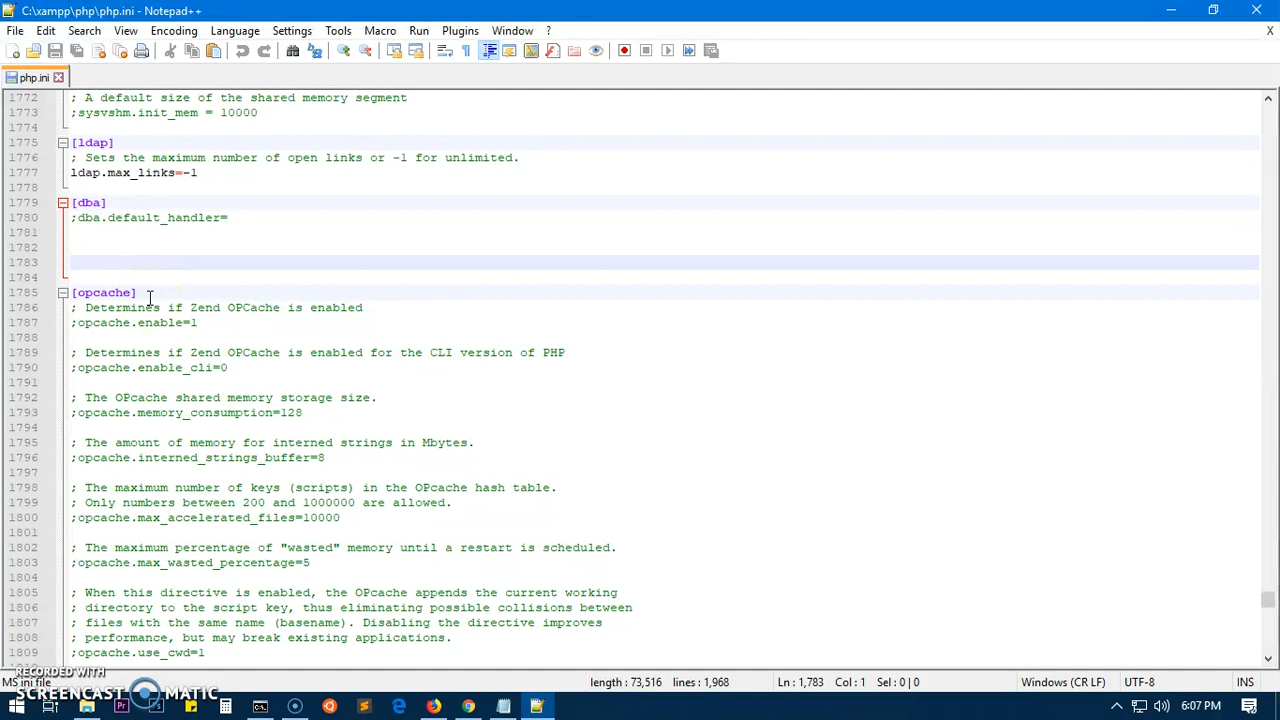 C:\xampp\php\php.ini - Notepad++
File Edit Search View Encoding Language Settings Tools Macro Run Plugins Window ? X
php.ini
1772 ; A default size of the shared memory segment
1773 ;sysvshm.init_mem = 10000
1774
1775 [ldap]
1776 ; Sets the maximum number of open links or -1 for unlimited.
1777 ldap.max_links=-1
1778
1779 [dba]
1780 ;dba.default_handler=
1781
1782
1783
1784
1785 [opcache]
1786 ; Determines if Zend OPCache is enabled
1787 ;opcache.enable=1
1788
1789 ; Determines if Zend OPCache is enabled for the CLI version of PHP
1790 ;opcache.enable_cli=0
1791
1792 ; The OPcache shared memory storage size.
1793 ;opcache.memory_consumption=128
1794
1795 ; The amount of memory for interned strings in Mbytes.
1796 ;opcache.interned_strings_buffer=8
1797
1798 ; The maximum number of keys (scripts) in the OPcache hash table.
1799 ; Only numbers between 200 and 1000000 are allowed.
1800 ;opcache.max_accelerated_files=10000
1801
1802 ; The maximum percentage of "wasted" memory until a restart is scheduled.
1803 ;opcache.max_wasted_percentage=5
1804
1805 ; When this directive is enabled, the OPcache appends the current working
1806 ; directory to the script key, thus eliminating possible collisions between
1807 ; files with the same name (basename). Disabling the directive improves
1808 ; performance, but may break existing applications.
1809 ;opcache.use_cwd=1
RECORDED WITH
SCREENCAST MATIC
MS ini file length : 73,516 lines : 1,968 Ln : 1,783 Col : 1 Sel : 0 | 0 Windows (CR LF) UTF-8 INS
6:07 PM